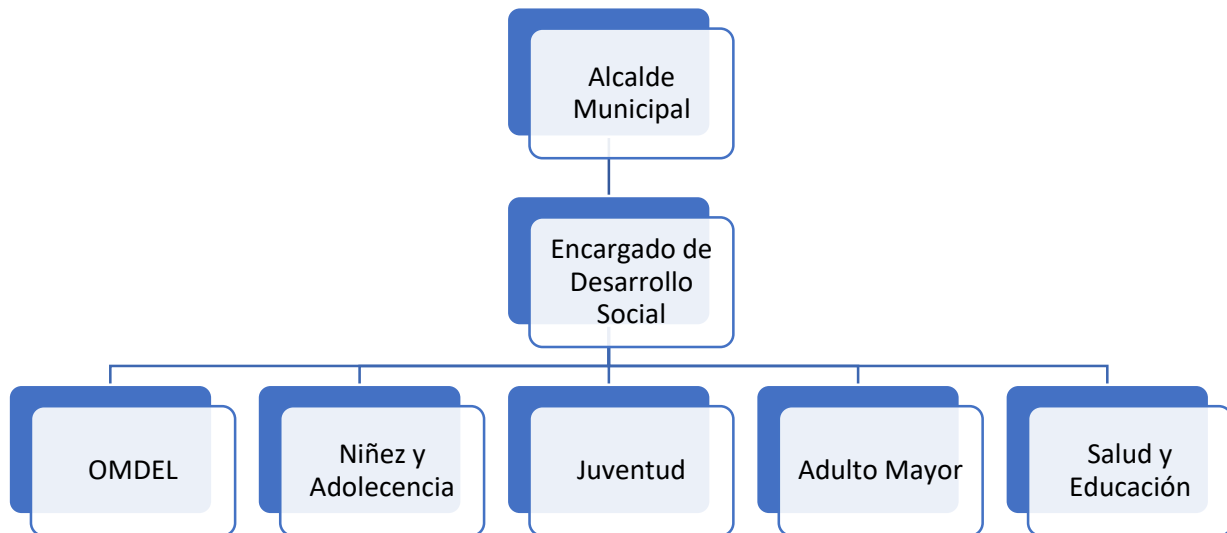 Alcalde
Municipal
Encargado de
Desarrollo
Social
OMDEL
Niñez y
Adolecencia
Juventud
Adulto Mayor
Salud y
Educación